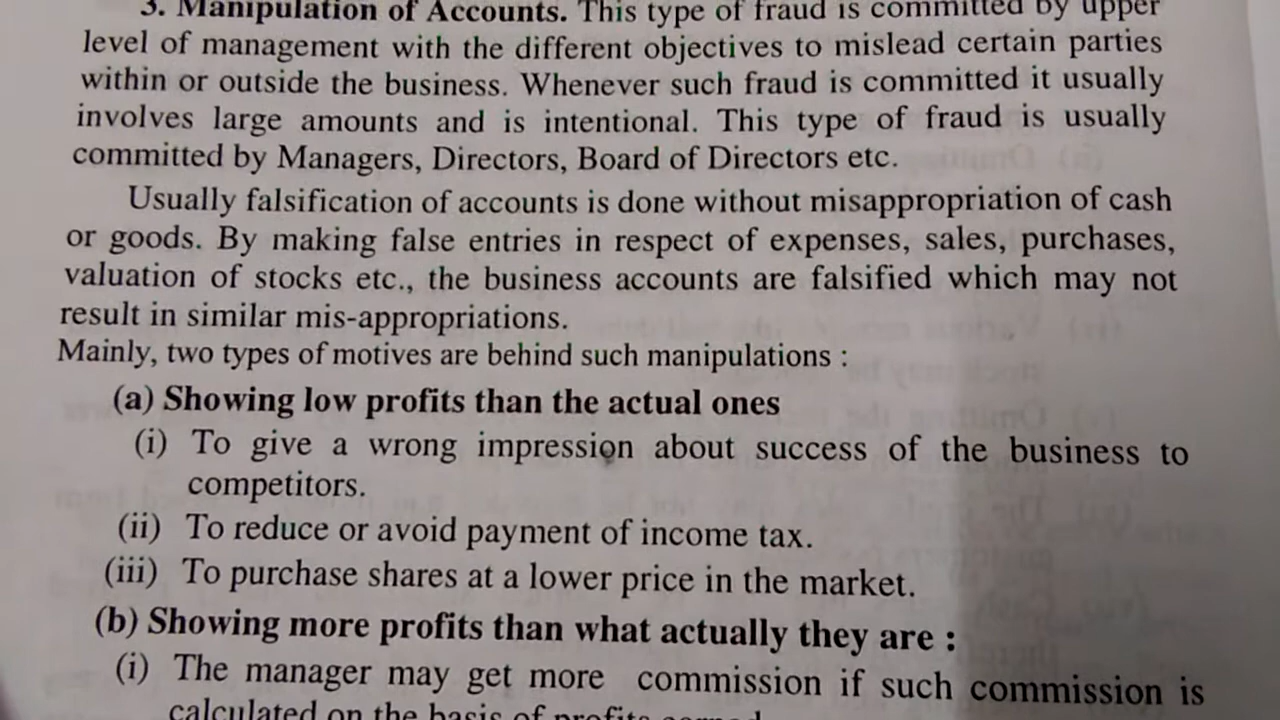 3. Manipulation of Accounts. This type of fraud is committed by upper
level of management with the different objectives to mislead certain parties
within or outside the business. Whenever such fraud is committed it usually
involves large amounts and is intentional. This type of fraud is usually
committed by Managers, Directors, Board of Directors etc.
Usually falsification of accounts is done without misappropriation of cash
or goods. By making false entries in respect of expenses, sales, purchases,
valuation of stocks etc., the business accounts are falsified which may not
result in similar mis-appropriations.
Mainly, two types of motives are behind such manipulations :
(a) Showing low profits than the actual ones
(i) To give a wrong impression about success of the business to
competitors.
(ii) To reduce or avoid payment of income tax.
(iii) To purchase shares at a lower price in the market.
(b) Showing more profits than what actually they are :
(i) The manager may get more commission if such commission is
calculated on the basis of profits earned.